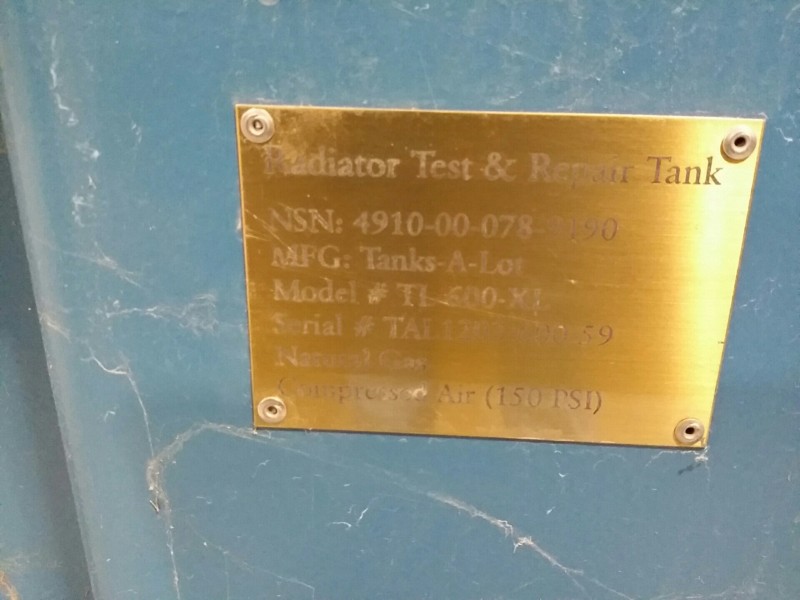 Radiator Test & Repair Tank
NSN: 4910-00-078-
MFG: Tanks-A-Lot
Model #
Serial #
Natural Gas
Compressed Air (150 PSI)